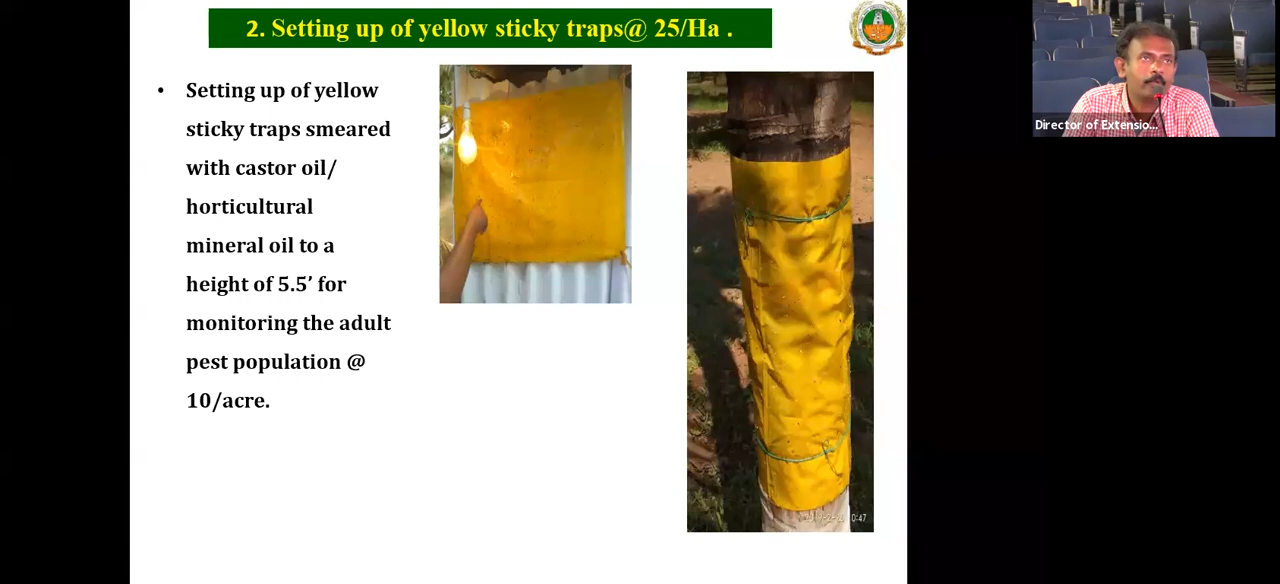 2. Setting up of yellow sticky traps@ 25/Ha .
• Setting up of yellow
sticky traps smeared
with castor oil/
horticultural
mineral oil to a
height of 5.5’ for
monitoring the adult
pest population @
10/acre.
Director of Extensio...
0:47